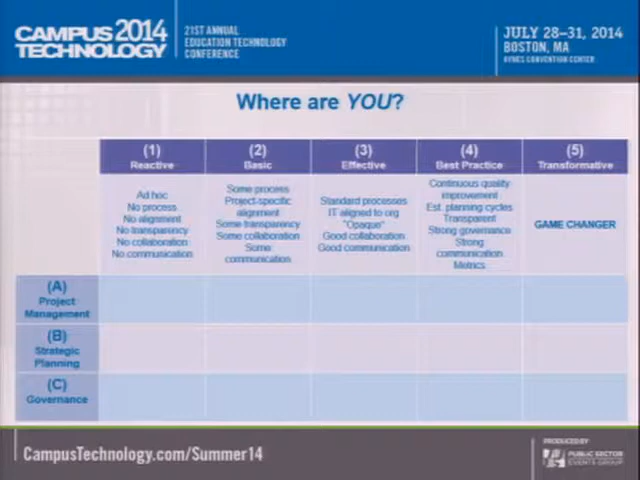 CAMPUS 2014
TECHNOLOGY
21ST ANNUAL
EDUCATION TECHNOLOGY
CONFERENCE
JULY 28–31, 2014
BOSTON, MA
HYNES CONVENTION CENTER
Where are YOU?
(1)
Reactive
(2)
Basic
(3)
Effective
(4)
Best Practice
(5)
Transformative
Ad hoc
No process
No alignment
No transparency
No collaboration
No communication
Some process
Project-specific
alignment
Some transparency
Some collaboration
Some
communication
Standard processes
IT aligned to org
"Opaque"
Good collaboration
Good communication
Continuous quality
improvement
Est. planning cycles
Transparent
Strong governance
Strong
communication
Metrics
GAME CHANGER
(A)
Project
Management
(B)
Strategic
Planning
(C)
Governance
CampusTechnology.com/Summer14
PRODUCED BY
PUBLIC SECTOR
EVENTS GROUP